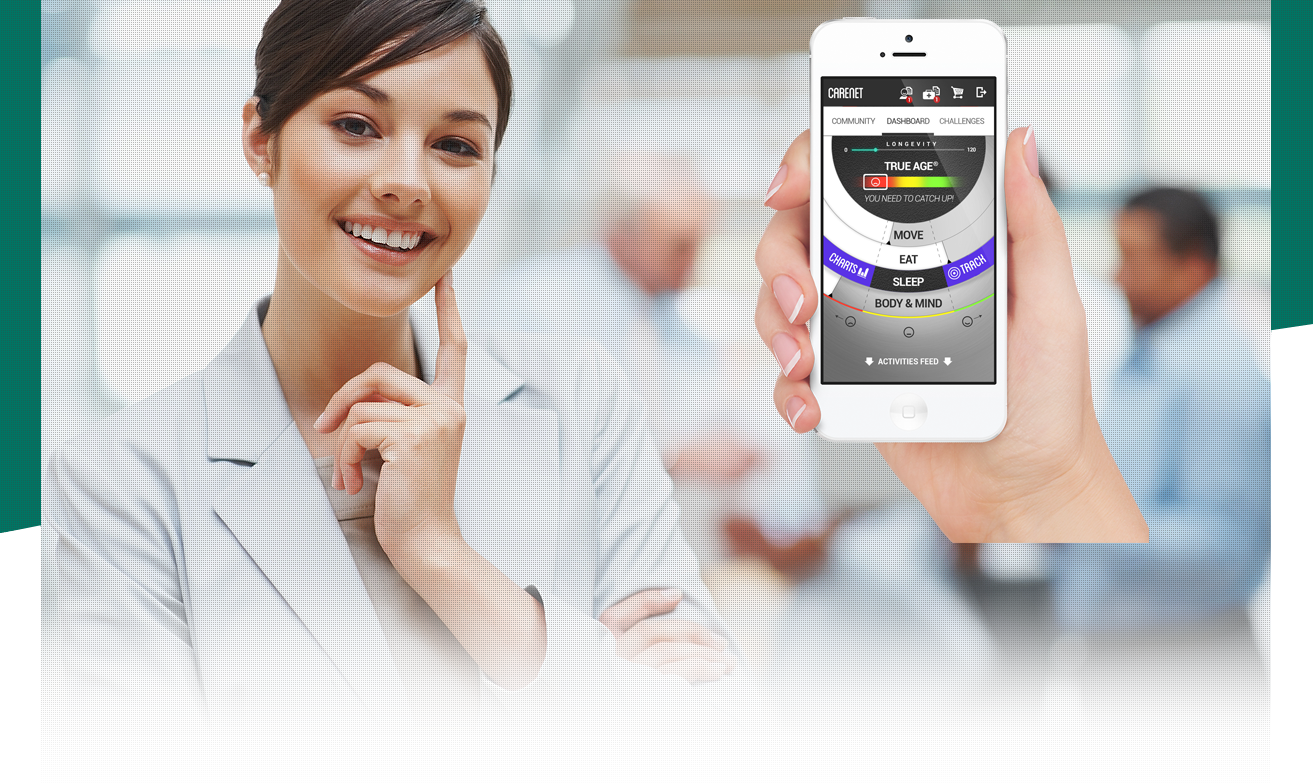 CARENET
COMMUNITY DASHBOARD CHALLENGES
LONGEVITY
0 120
TRUE AGE®
YOU NEED TO CATCH UP!
MOVE
EAT
CHARTS TRACK
SLEEP
BODY & MIND
ACTIVITIES FEED